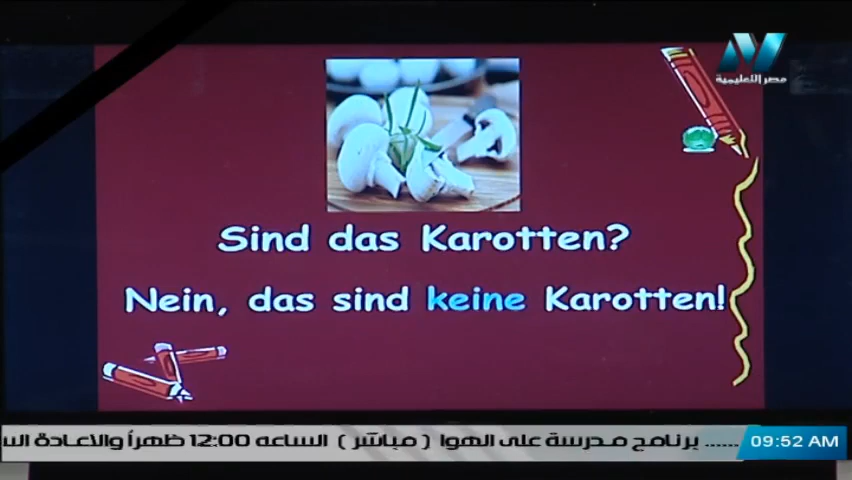 مصر التعليمية
Sind das Karotten?
Nein, das sind keine Karotten!
...... برنامج مدرسة على الهوا ( مباشر ) الساعه 12:00 ظهراً والاعادة
09:52 AM